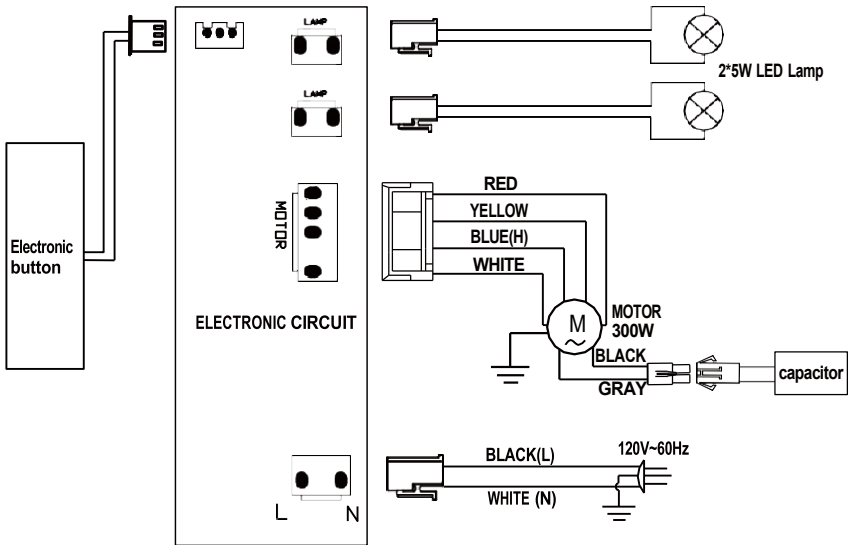 LAMP
2*5W LED Lamp
LAMP
RED
YELLOW
BLUE(H)
WHITE
MOTOR
Electronic
button
ELECTRONIC CIRCUIT
M
MOTOR
300W
BLACK
GRAY
capacitor
BLACK(L)
120V~60Hz
WHITE (N)
L N